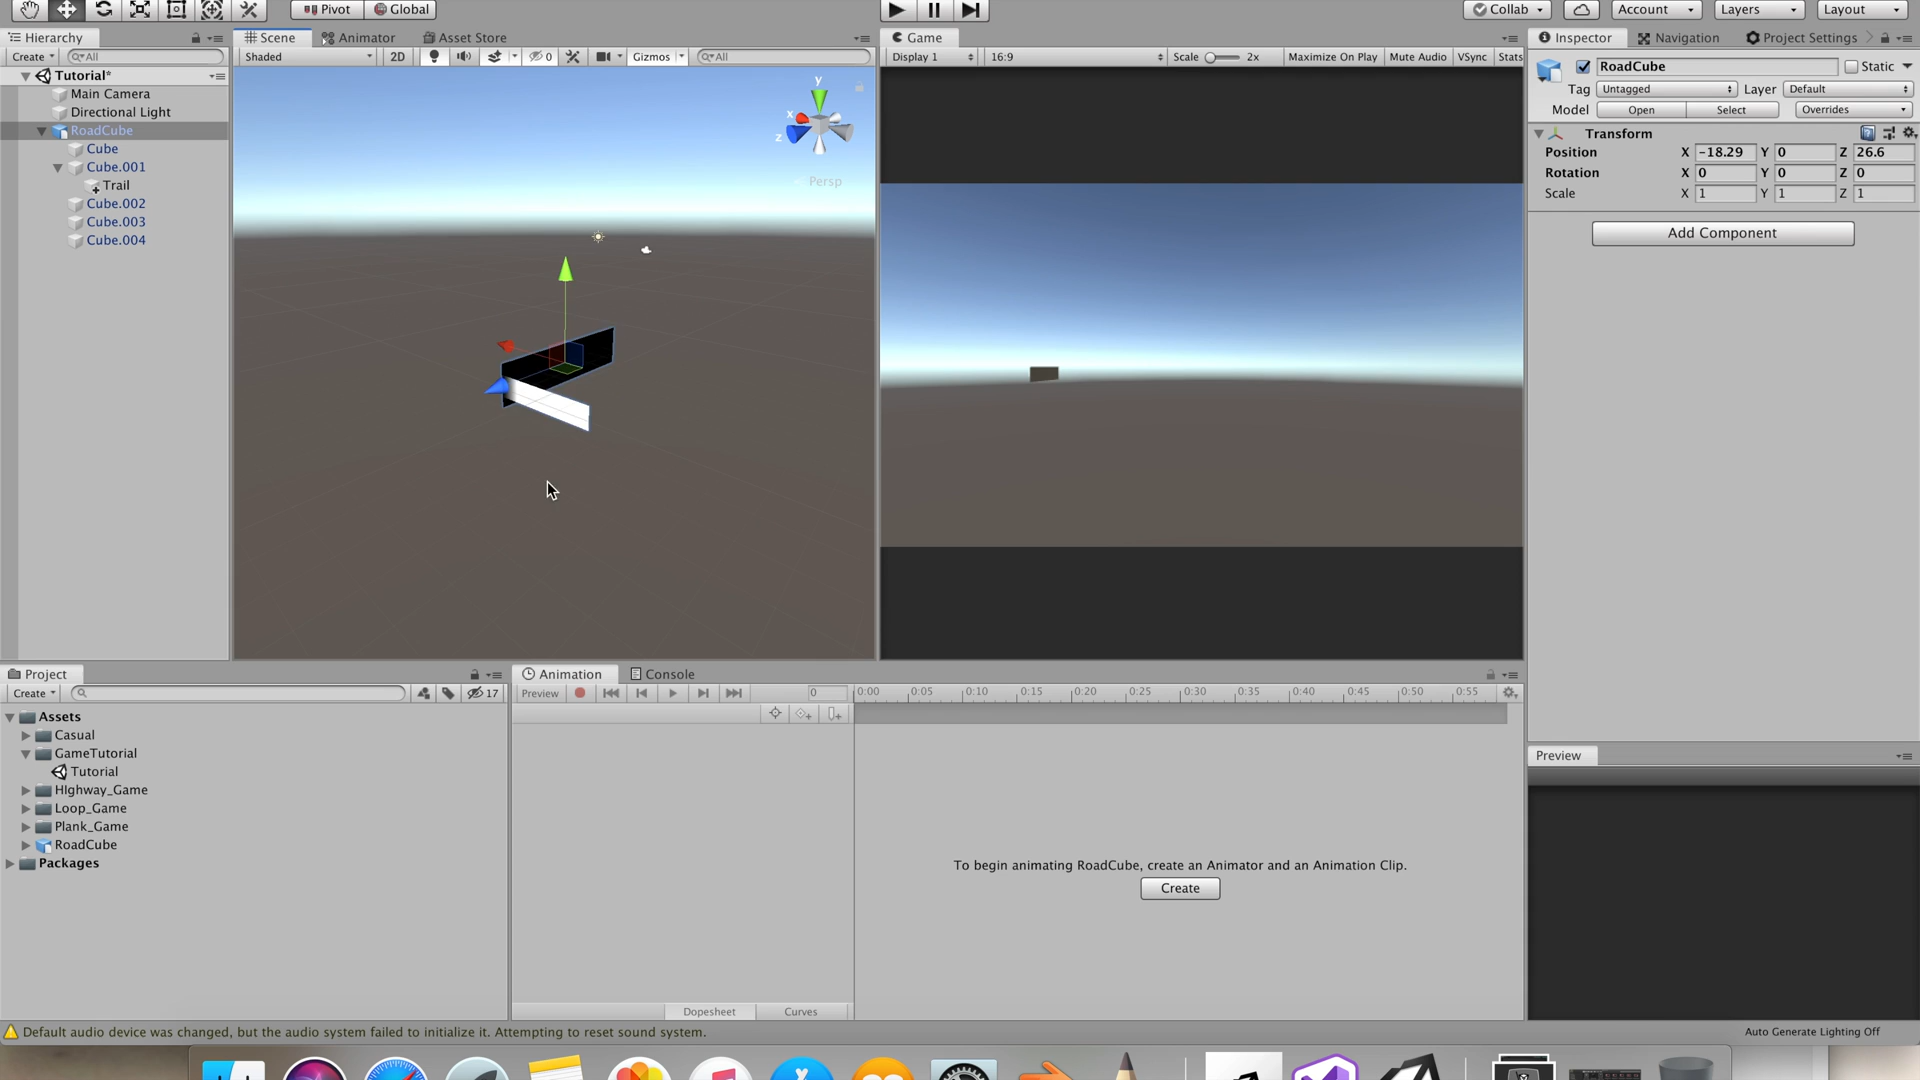 Pivot
Global
Collab
Account
Layers
Layout
Hierarchy
Scene
Animator
Asset Store
Game
Inspector
Navigation
Project Settings
Create
All
Shaded
2D
0
Gizmos
All
Display 1
16:9
Scale
2x
Maximize On Play
Mute Audio
VSync
Stats
RoadCube
Static
Tag
Untagged
Layer
Default
Model
Open
Select
Overrides
Tutorial*
Main Camera
Directional Light
RoadCube
Cube
Cube.001
Trail
Cube.002
Cube.003
Cube.004
y
x
z
Persp
Transform
Position X -18.29 Y 0 Z 26.6
Rotation X 0 Y 0 Z 0
Scale X 1 Y 1 Z 1
Add Component
Project
Create
17
Assets
Casual
GameTutorial
Tutorial
HIghway_Game
Loop_Game
Plank_Game
RoadCube
Packages
Animation
Console
Preview
0
0:00 0:05 0:10 0:15 0:20 0:25 0:30 0:35 0:40 0:45 0:50 0:55
To begin animating RoadCube, create an Animator and an Animation Clip.
Create
Dopesheet
Curves
Preview
Default audio device was changed, but the audio system failed to initialize it. Attempting to reset sound system.
Auto Generate Lighting Off